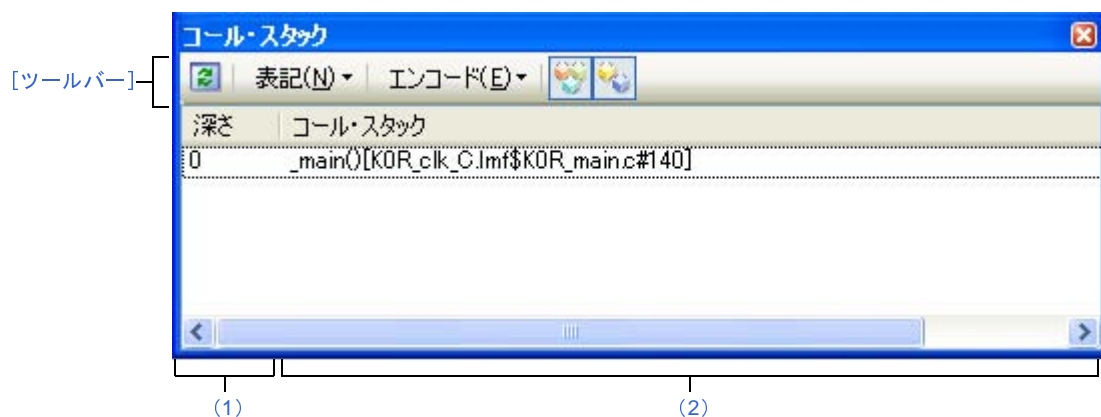 コール・スタック
[ツールバー]
表記(N) エンコード(E)
深さ コール・スタック
0 _main()[K0R_clk_C.lmf$K0R_main.c#140]
(1) (2)